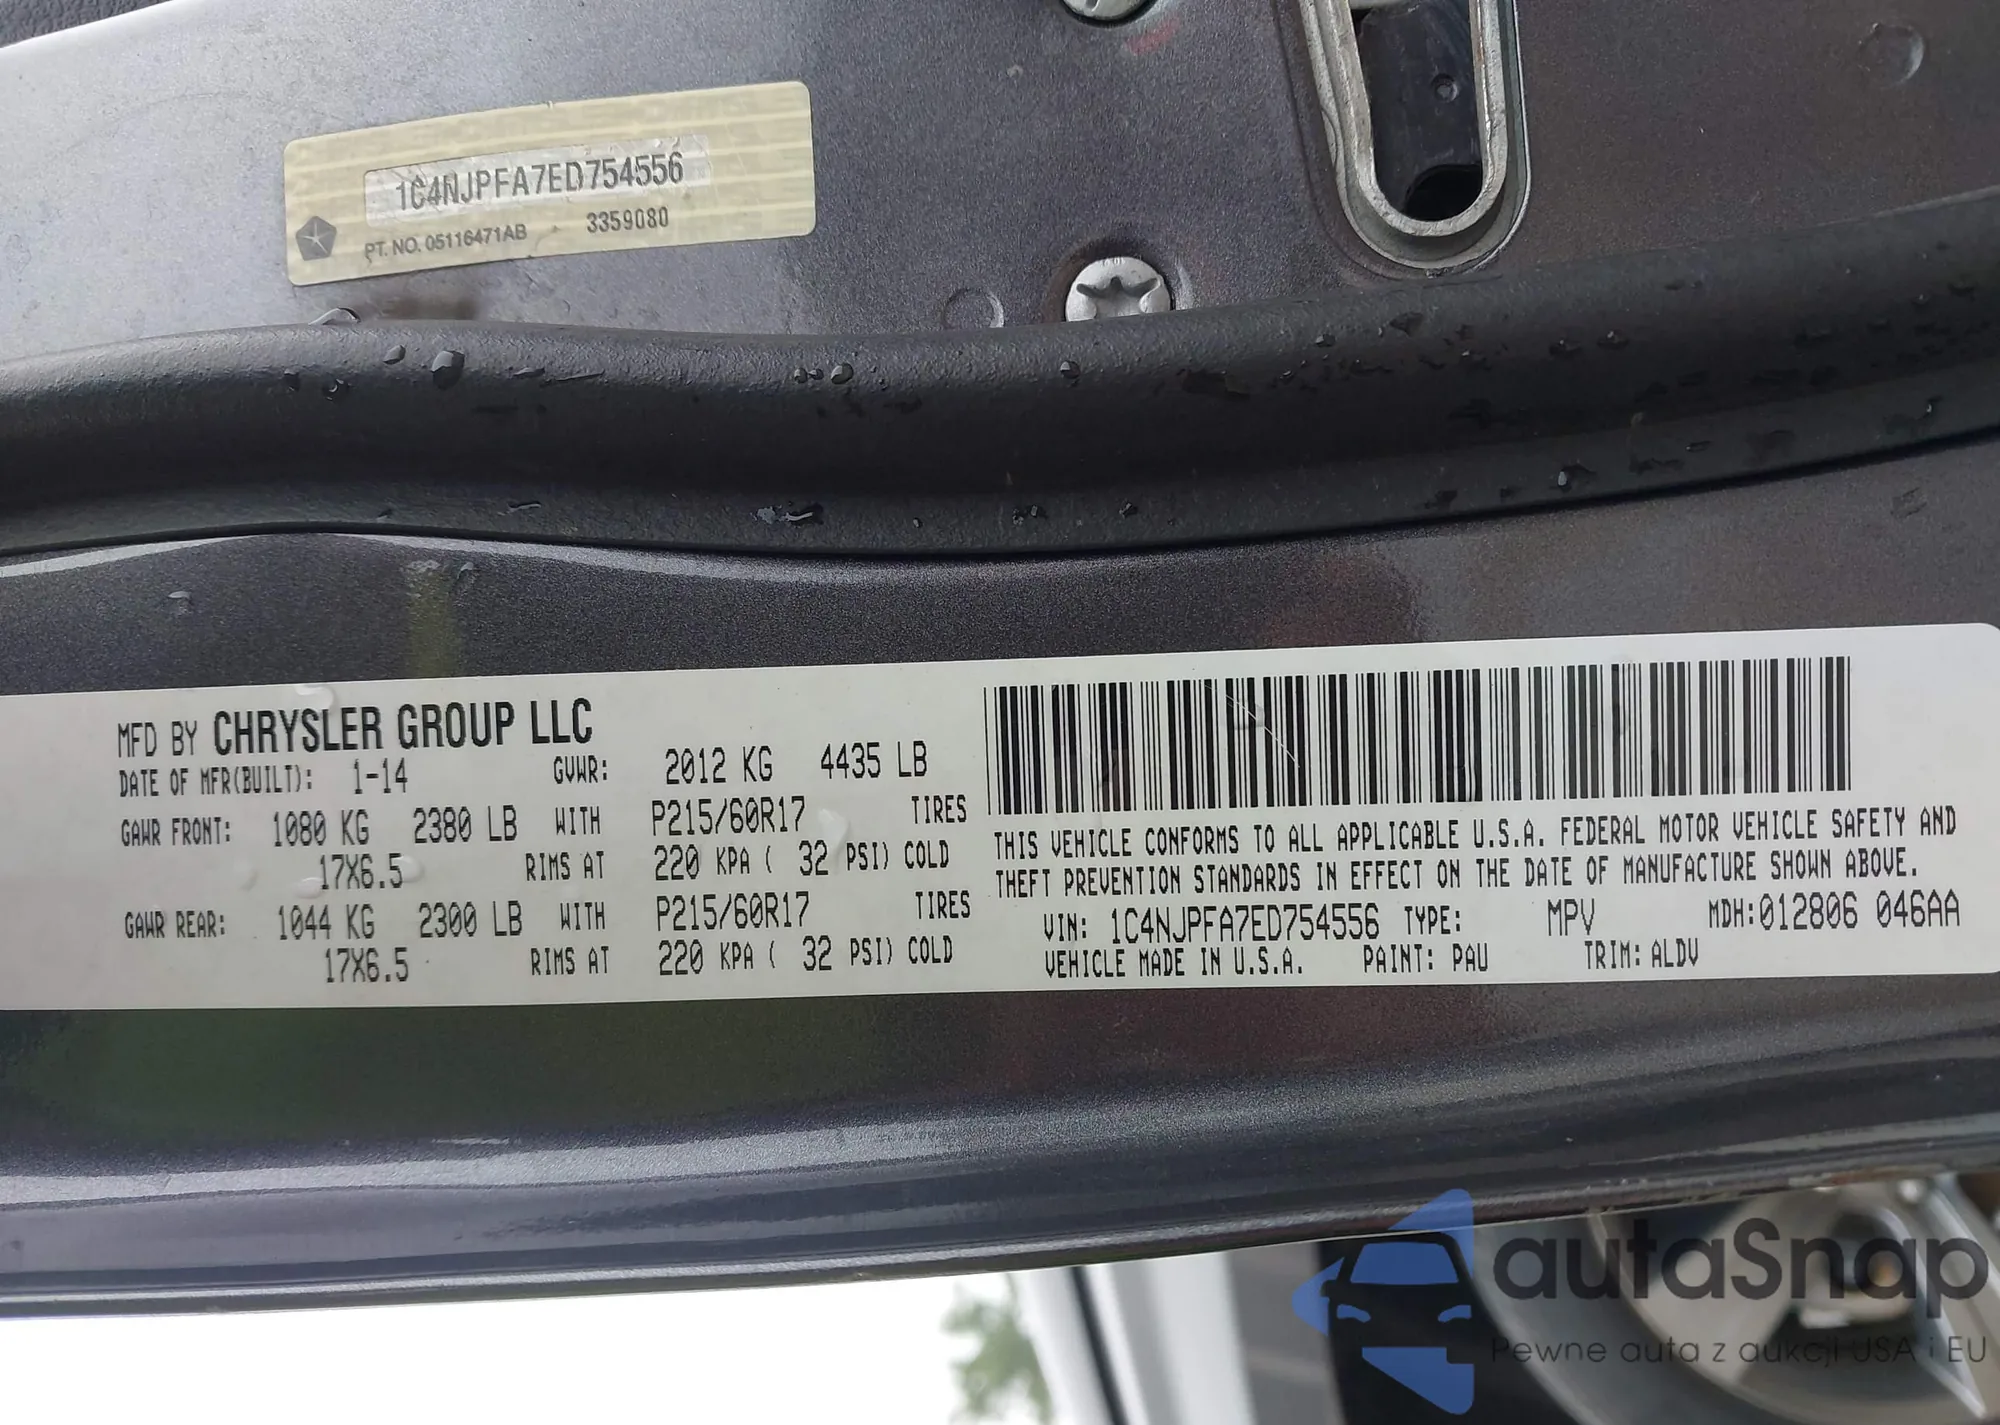 1C4NJPFA7ED754556
PT. NO. 05116471AB 3359080
MFD BY CHRYSLER GROUP LLC
DATE OF MFR(BUILT): 1-14 GVWR: 2012 KG 4435 LB
GAWR FRONT: 1080 KG 2380 LB WITH P215/60R17 TIRES
17X6.5 RIMS AT 220 KPA ( 32 PSI) COLD
GAWR REAR: 1044 KG 2300 LB WITH P215/60R17 TIRES
17X6.5 RIMS AT 220 KPA ( 32 PSI) COLD
THIS VEHICLE CONFORMS TO ALL APPLICABLE U.S.A. FEDERAL MOTOR VEHICLE SAFETY AND
THEFT PREVENTION STANDARDS IN EFFECT ON THE DATE OF MANUFACTURE SHOWN ABOVE.
VIN: 1C4NJPFA7ED754556 TYPE: MPV MDH:012806 046AA
VEHICLE MADE IN U.S.A. PAINT: PAU TRIM: ALDV
autaSnap
Pewne auta z aukcji USA i EU